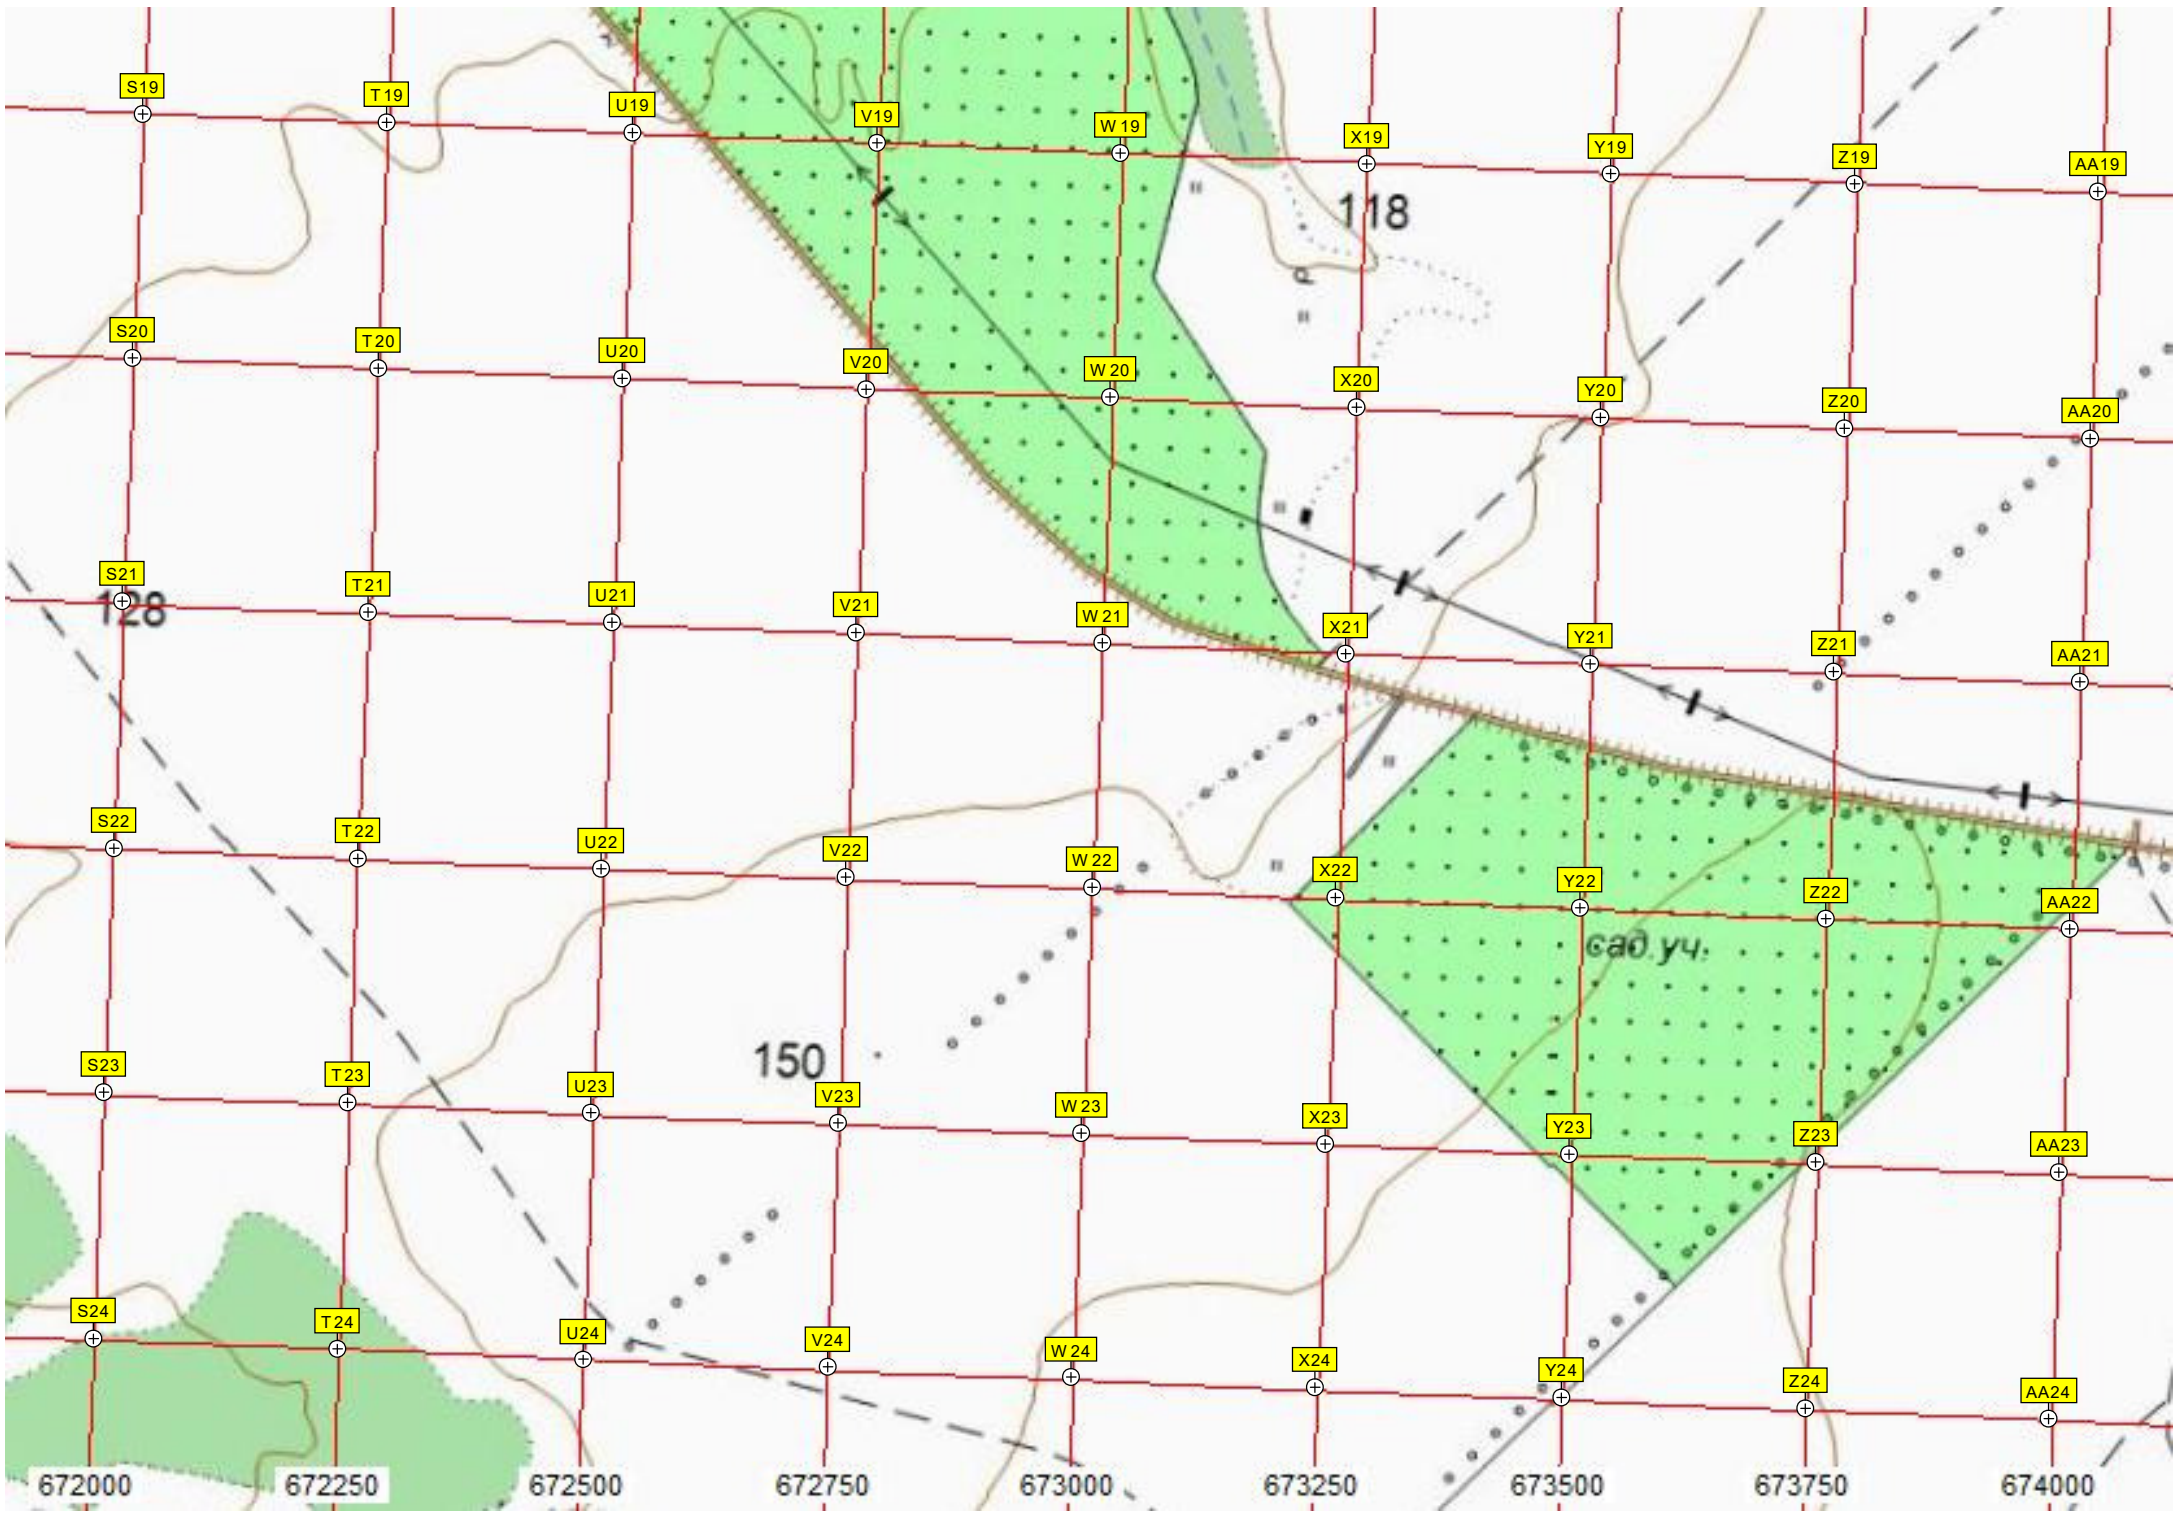 S19 T19 U19 V19 W19 X19 Y19 Z19 AA19
118
S20 T20 U20 V20 W20 X20 Y20 Z20 AA20
S21 T21 U21 V21 W21 X21 Y21 Z21 AA21
128
S22 T22 U22 V22 W22 X22 Y22 Z22 AA22
сад.уч.
150
S23 T23 U23 V23 W23 X23 Y23 Z23 AA23
S24 T24 U24 V24 W24 X24 Y24 Z24 AA24
672000 672250 672500 672750 673000 673250 673500 673750 674000